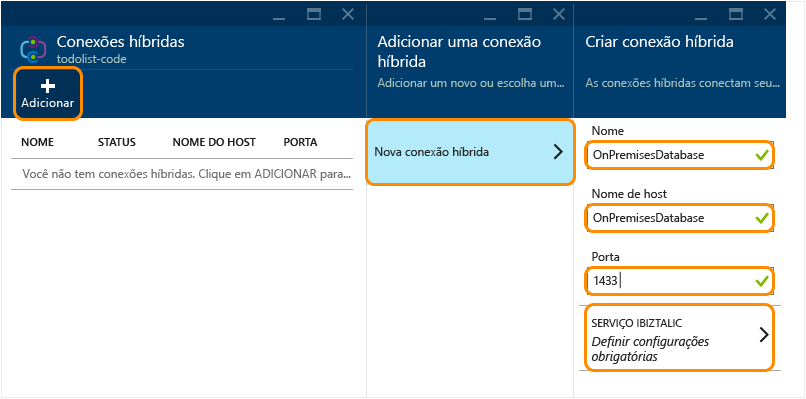 Conexões híbridas
todolist-code
Adicionar
NOME STATUS NOME DO HOST PORTA
Você não tem conexões híbridas. Clique em ADICIONAR para...
Adicionar uma conexão
híbrida
Adicionar um novo ou escolha um...
Nova conexão híbrida
Criar conexão híbrida
As conexões híbridas conectam seu...
Nome
OnPremisesDatabase
Nome de host
OnPremisesDatabase
Porta
1433
SERVIÇO IBIZTALIC
Definir configurações
obrigatórias